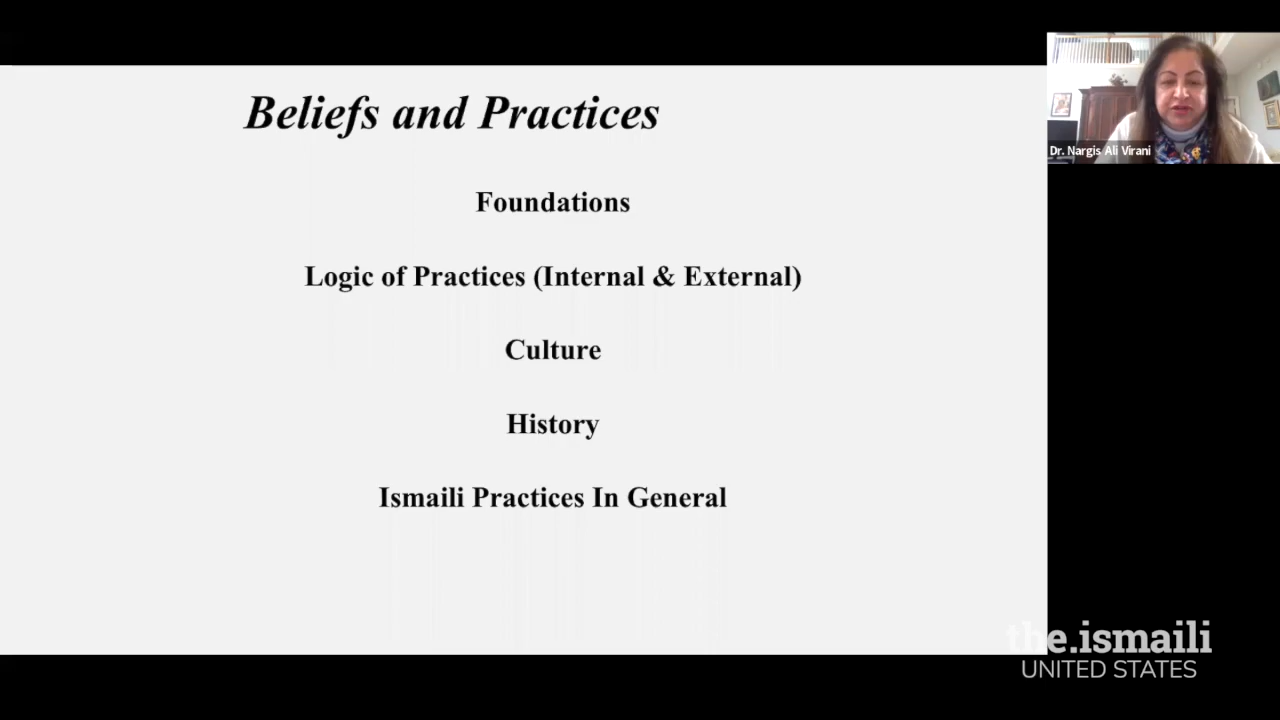 Beliefs and Practices
Foundations
Logic of Practices (Internal & External)
Culture
History
Ismaili Practices In General
Dr. Nargis Ali Virani
the.ismaili
UNITED STATES